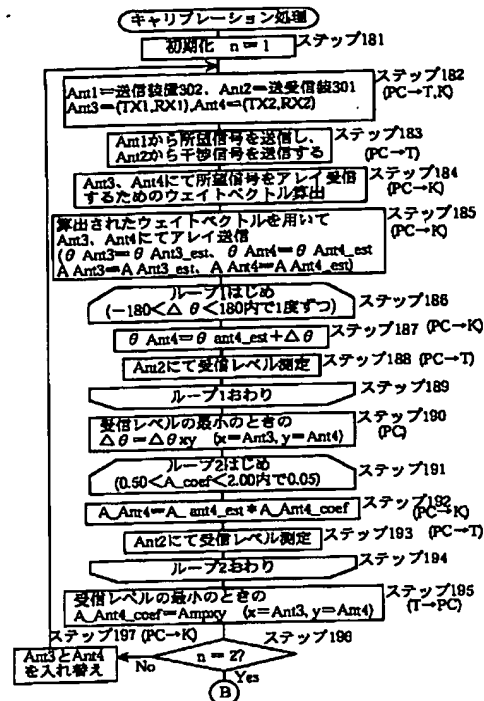 キャリブレーション処理
初期化 n＝1
ステップ181
Ant1＝送信装置302、Ant2＝送受信装301
Ant3＝(TX1,RX1),Ant4＝(TX2,RX2)
ステップ182
(PC→T,K)
Ant1から所望信号を送信し、
Ant2から干渉信号を送信する
ステップ183
(PC→T)
Ant3、Ant4にて所望信号をアレイ受信
するためのウェイトベクトル算出
ステップ184
(PC→K)
算出されたウェイトベクトルを用いて
Ant3、Ant4にてアレイ送信
(θ Ant3＝θ Ant3_est、θ Ant4＝θ Ant4_est
A Ant3＝A Ant3_est、A Ant4＝A Ant4_est)
ステップ185
(PC→K)
ループ1はじめ
(－180<△θ<180内で1度ずつ)
ステップ186
θ Ant4＝θ ant4_est＋△θ
ステップ187 (PC→K)
Ant2にて受信レベル測定
ステップ188 (PC→T)
ループ1おわり
ステップ189
受信レベルの最小のときの
△θ＝△θxy (x＝Ant3, y＝Ant4)
ステップ190
(PC)
ループ2はじめ
(0.50<A_coef<2.00内で0.05)
ステップ191
A_Ant4＝A_ant4_est＊A_Ant4_coef
ステップ192
(PC→K)
Ant2にて受信レベル測定
ステップ193 (PC→T)
ループ2おわり
ステップ194
受信レベルの最小のときの
A_Ant4_coef＝Ampxy (x＝Ant3, y＝Ant4)
ステップ195
(T→PC)
ステップ197 (PC→K)
ステップ196
Ant3とAnt4
を入れ替え
No
n＝2?
Yes
B